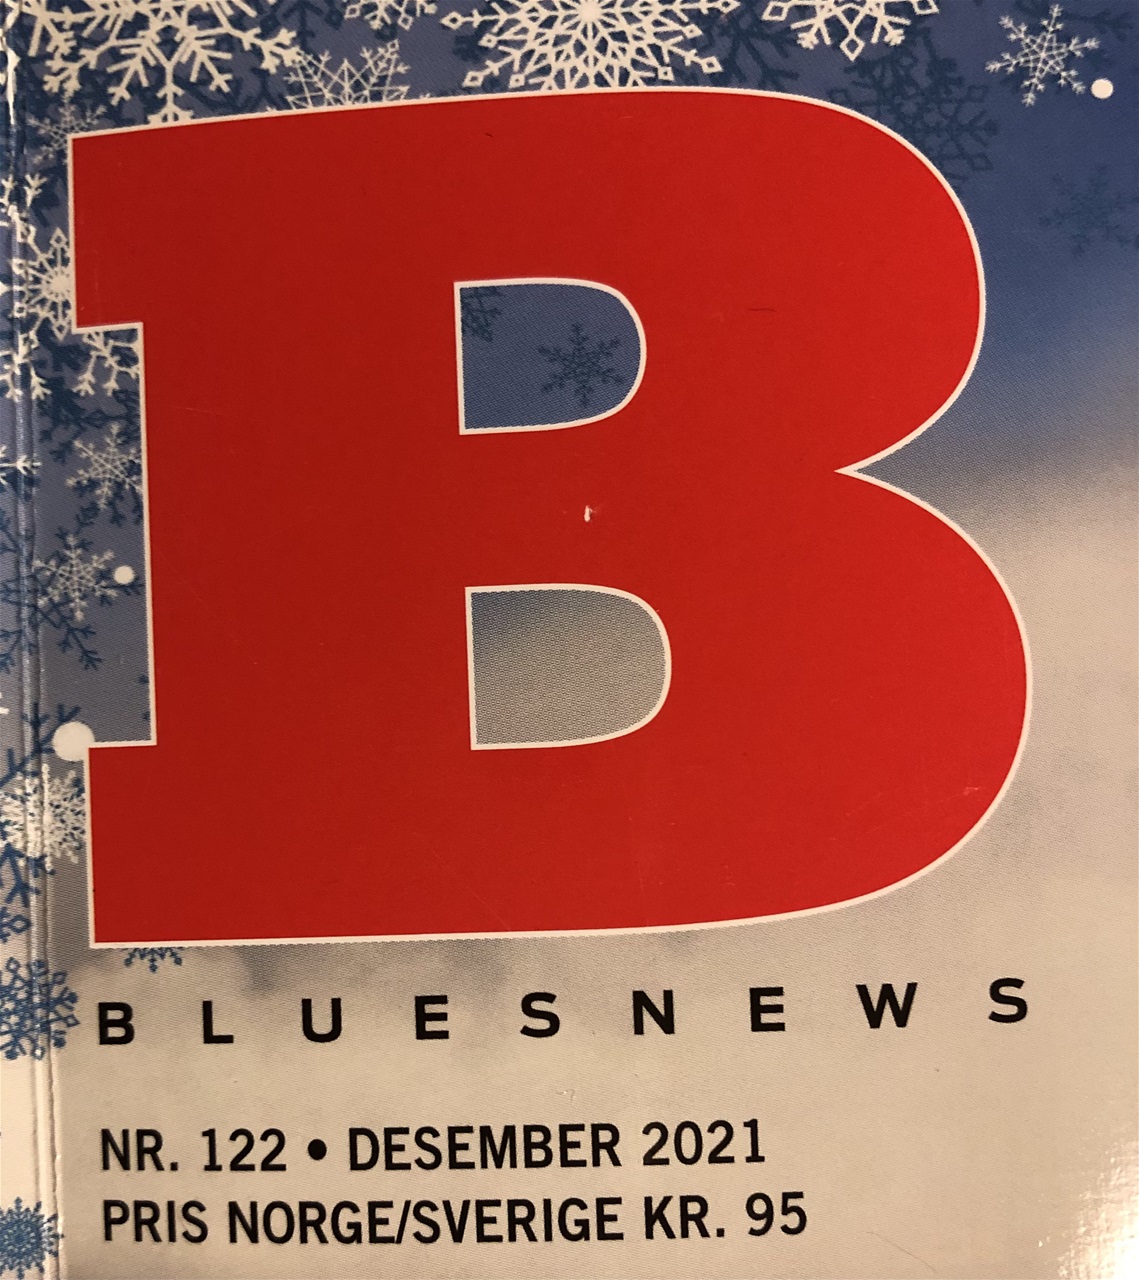 B
BLUESNEWS
NR. 122 • DESEMBER 2021
PRIS NORGE/SVERIGE KR. 95